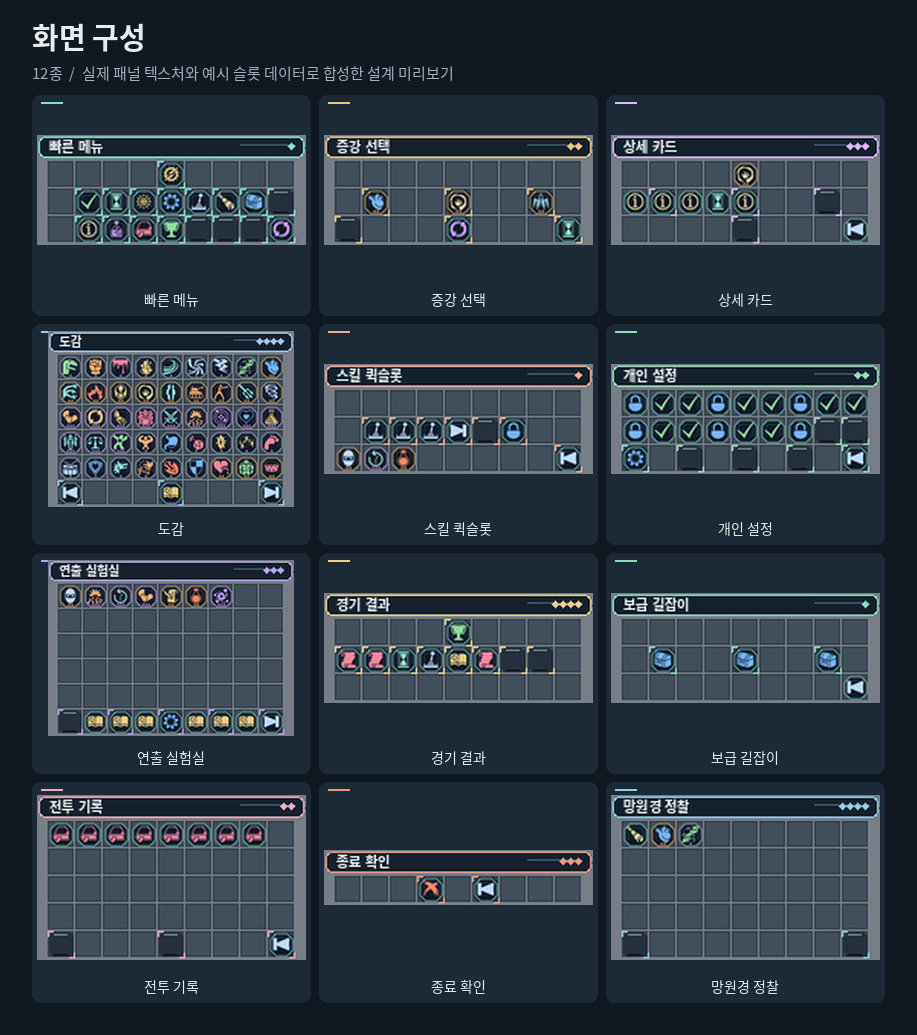 화면 구성
12종 / 실제 패널 텍스처와 예시 슬롯 데이터로 합성한 설계 미리보기
빠른 메뉴
빠른 메뉴
증강 선택
증강 선택
상세 카드
상세 카드
도감
도감
스킬 퀵슬롯
스킬 퀵슬롯
개인 설정
개인 설정
연출 실험실
연출 실험실
경기 결과
경기 결과
보급 길잡이
보급 길잡이
전투 기록
전투 기록
종료 확인
종료 확인
망원경 정찰
망원경 정찰